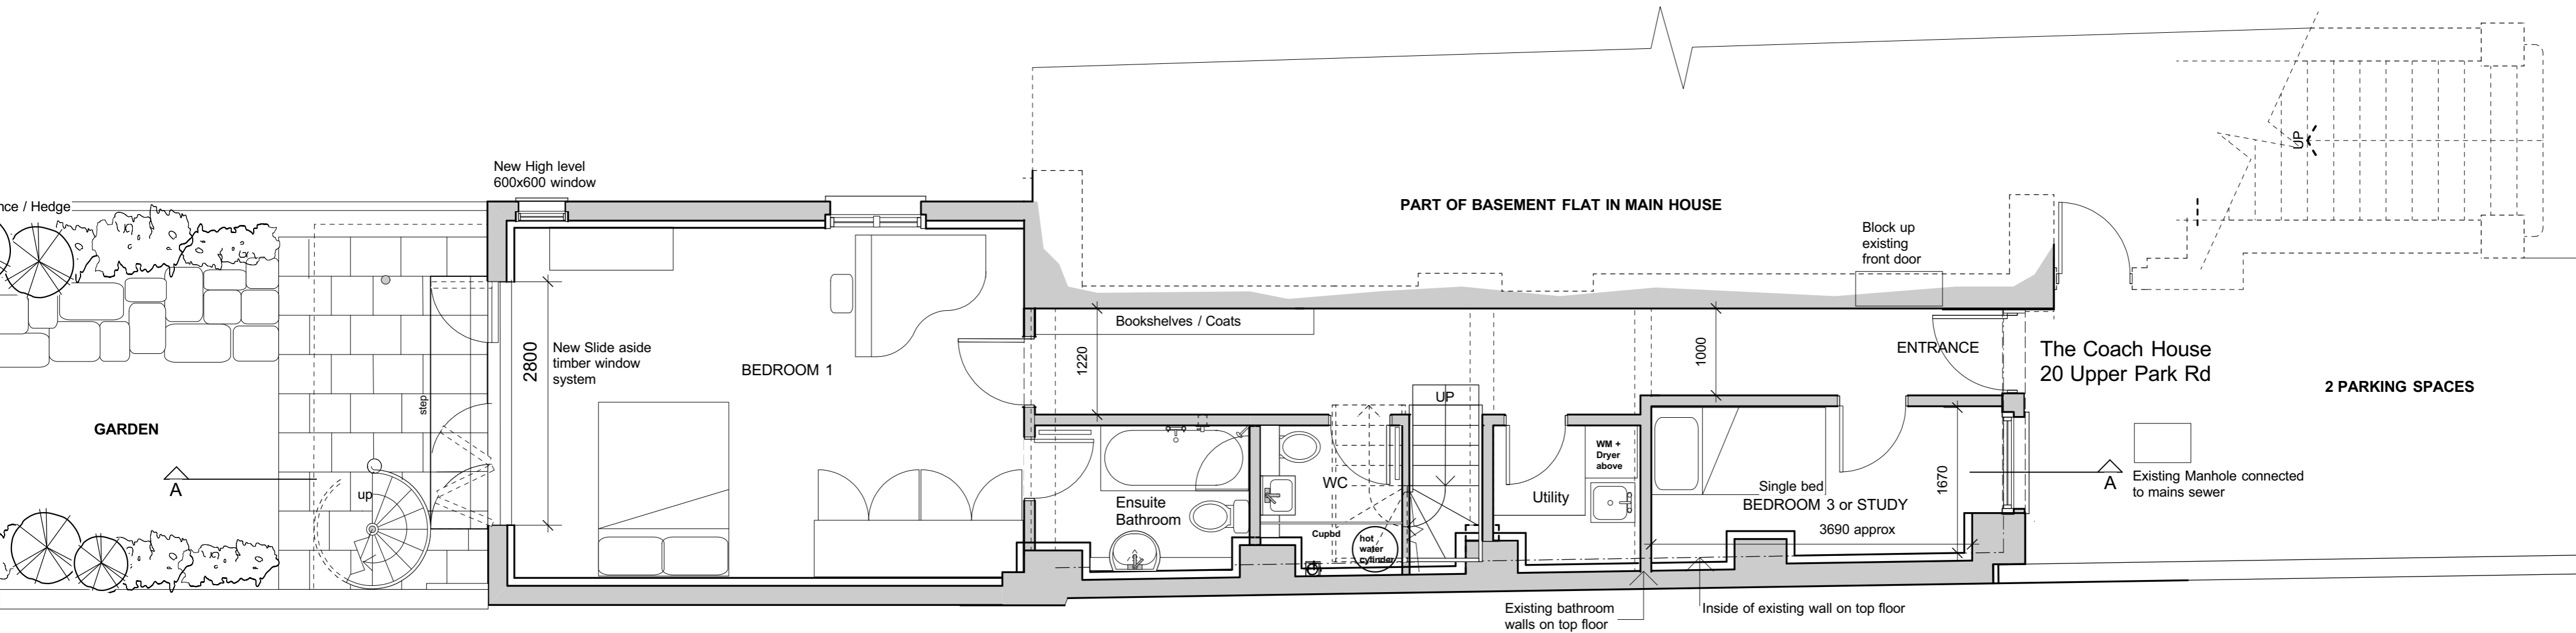 New High level
600x600 window
nce / Hedge
PART OF BASEMENT FLAT IN MAIN HOUSE
UP
Block up
existing
front door
Bookshelves / Coats
2800
New Slide aside
timber window
system
BEDROOM 1
1220
1000
ENTRANCE
The Coach House
20 Upper Park Rd
2 PARKING SPACES
step
GARDEN
UP
A
up
Ensuite
Bathroom
WC
Cupbd
hot
water
cylinder
Utility
WM +
Dryer
above
Single bed
BEDROOM 3 or STUDY
3690 approx
1670
A
Existing Manhole connected
to mains sewer
Existing bathroom
walls on top floor
Inside of existing wall on top floor